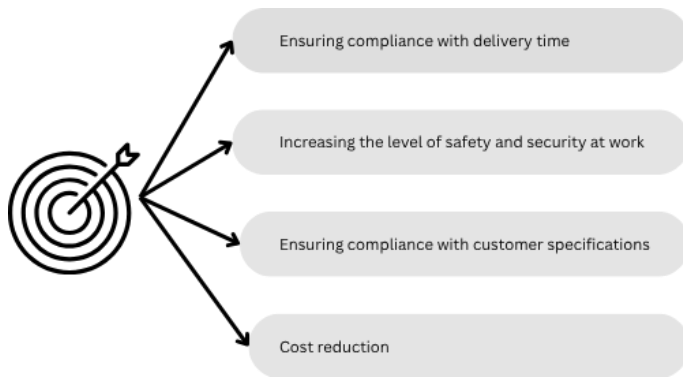 Ensuring compliance with delivery time
Increasing the level of safety and security at work
Ensuring compliance with customer specifications
Cost reduction